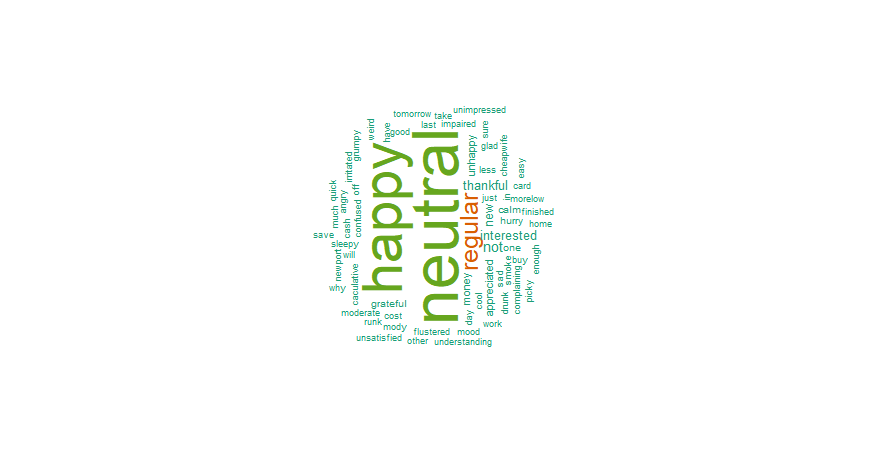 tomorrow
take
unimpressed
last
impaired
weird
have
good
sure
glad
cheapwife
grumpy
unhappy
irritated
happy
neutral
less
easy
thankful
card
quick
much
angry
off
confused
cash
regular
just
in
morelow
new
calm
finished
hurry
home
save
sleepy
interested
not
one
will
buy
newport
why
caculative
money
cool
appreciated
sad
smoke
drunk
complaining
enough
picky
grateful
moderate
cost
runk
mody
day
work
flustered
mood
unsatisfied
other
understanding